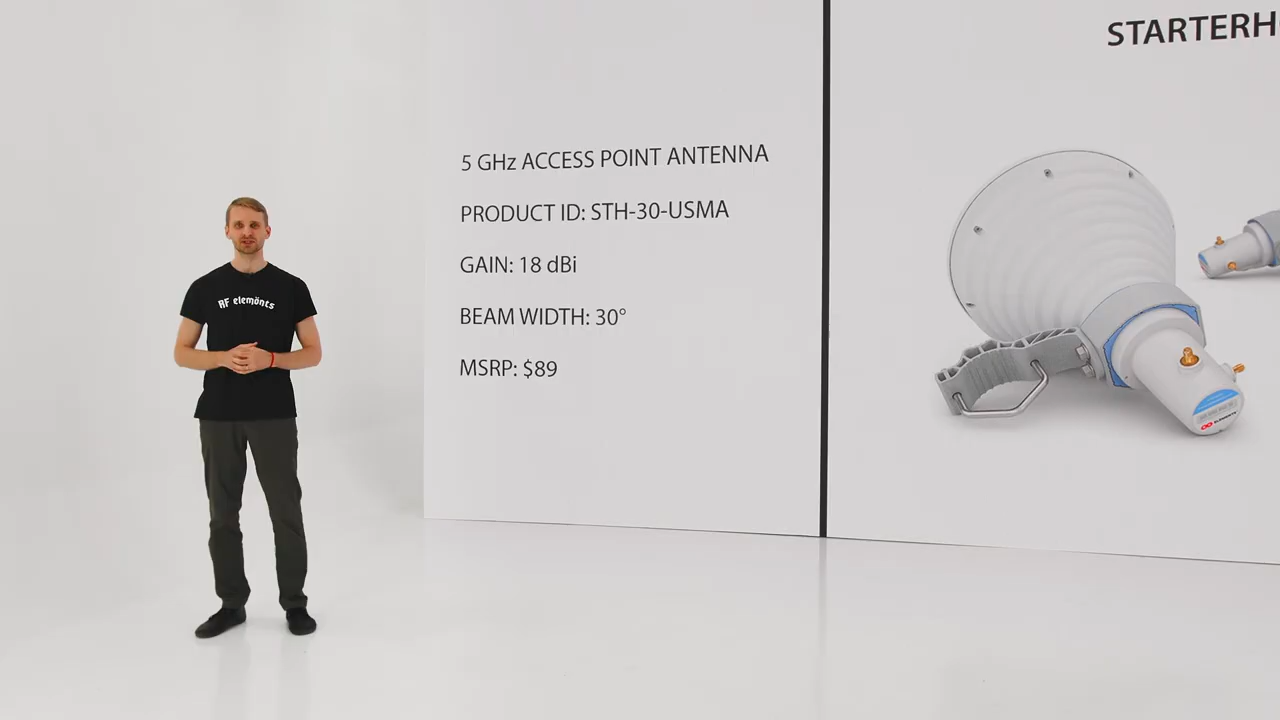 STARTERH
5 GHz ACCESS POINT ANTENNA
PRODUCT ID: STH-30-USMA
GAIN: 18 dBi
BEAM WIDTH: 30°
MSRP: $89
RF elemönts
ELEMENTS